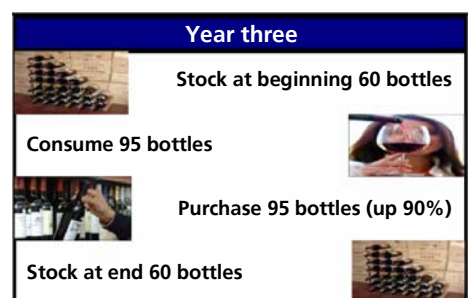 Year three
Stock at beginning 60 bottles
Consume 95 bottles
Purchase 95 bottles (up 90%)
Stock at end 60 bottles